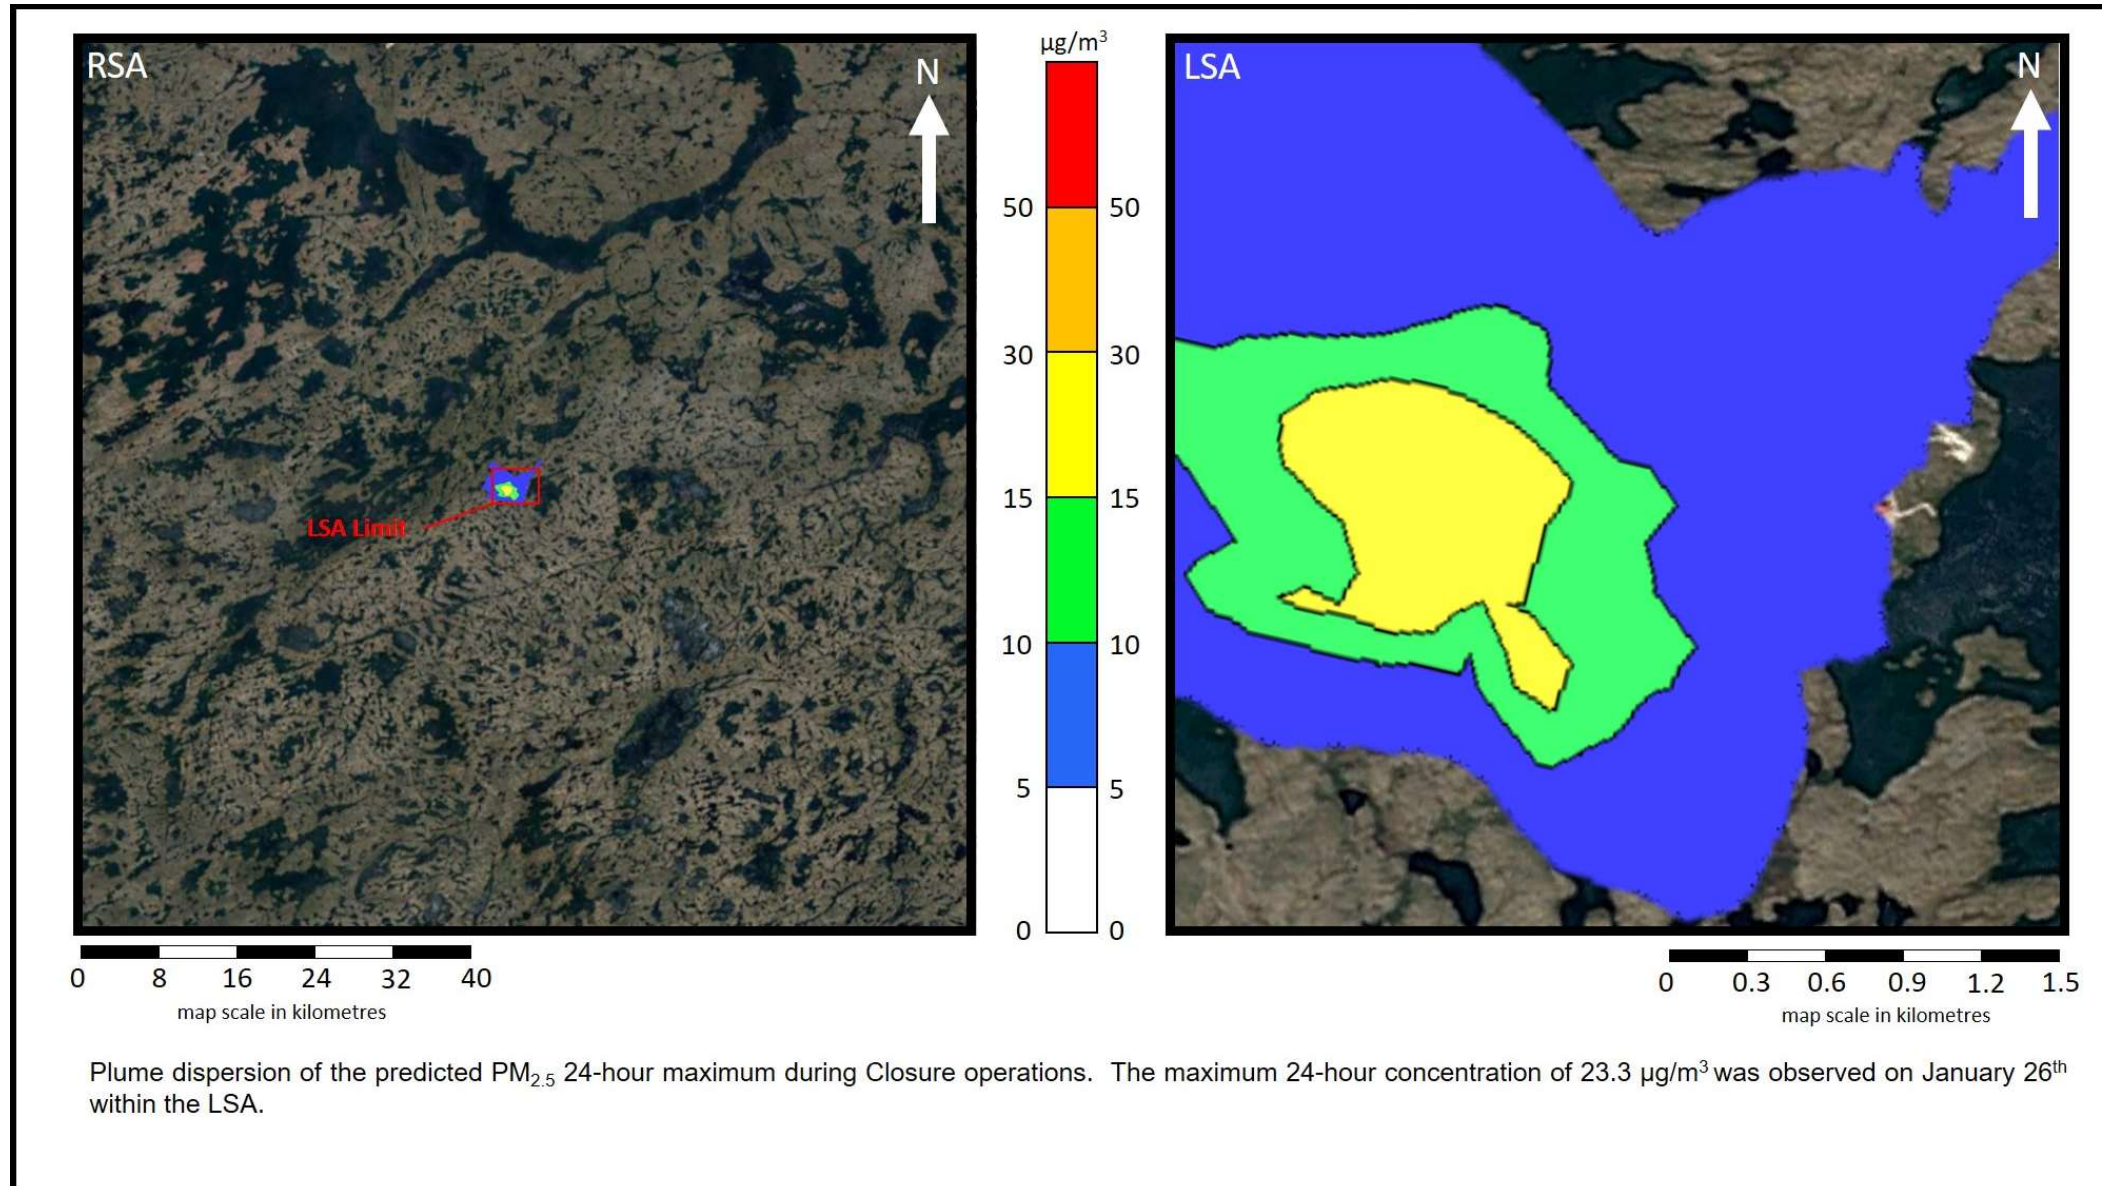 RSA
N
LSA Limit
0 8 16 24 32 40
map scale in kilometres
µg/m³
50 50
30 30
15 15
10 10
5 5
0 0
LSA
N
0 0.3 0.6 0.9 1.2 1.5
map scale in kilometres
Plume dispersion of the predicted PM₂.₅ 24-hour maximum during Closure operations. The maximum 24-hour concentration of 23.3 µg/m³ was observed on January 26ᵗʰ
within the LSA.